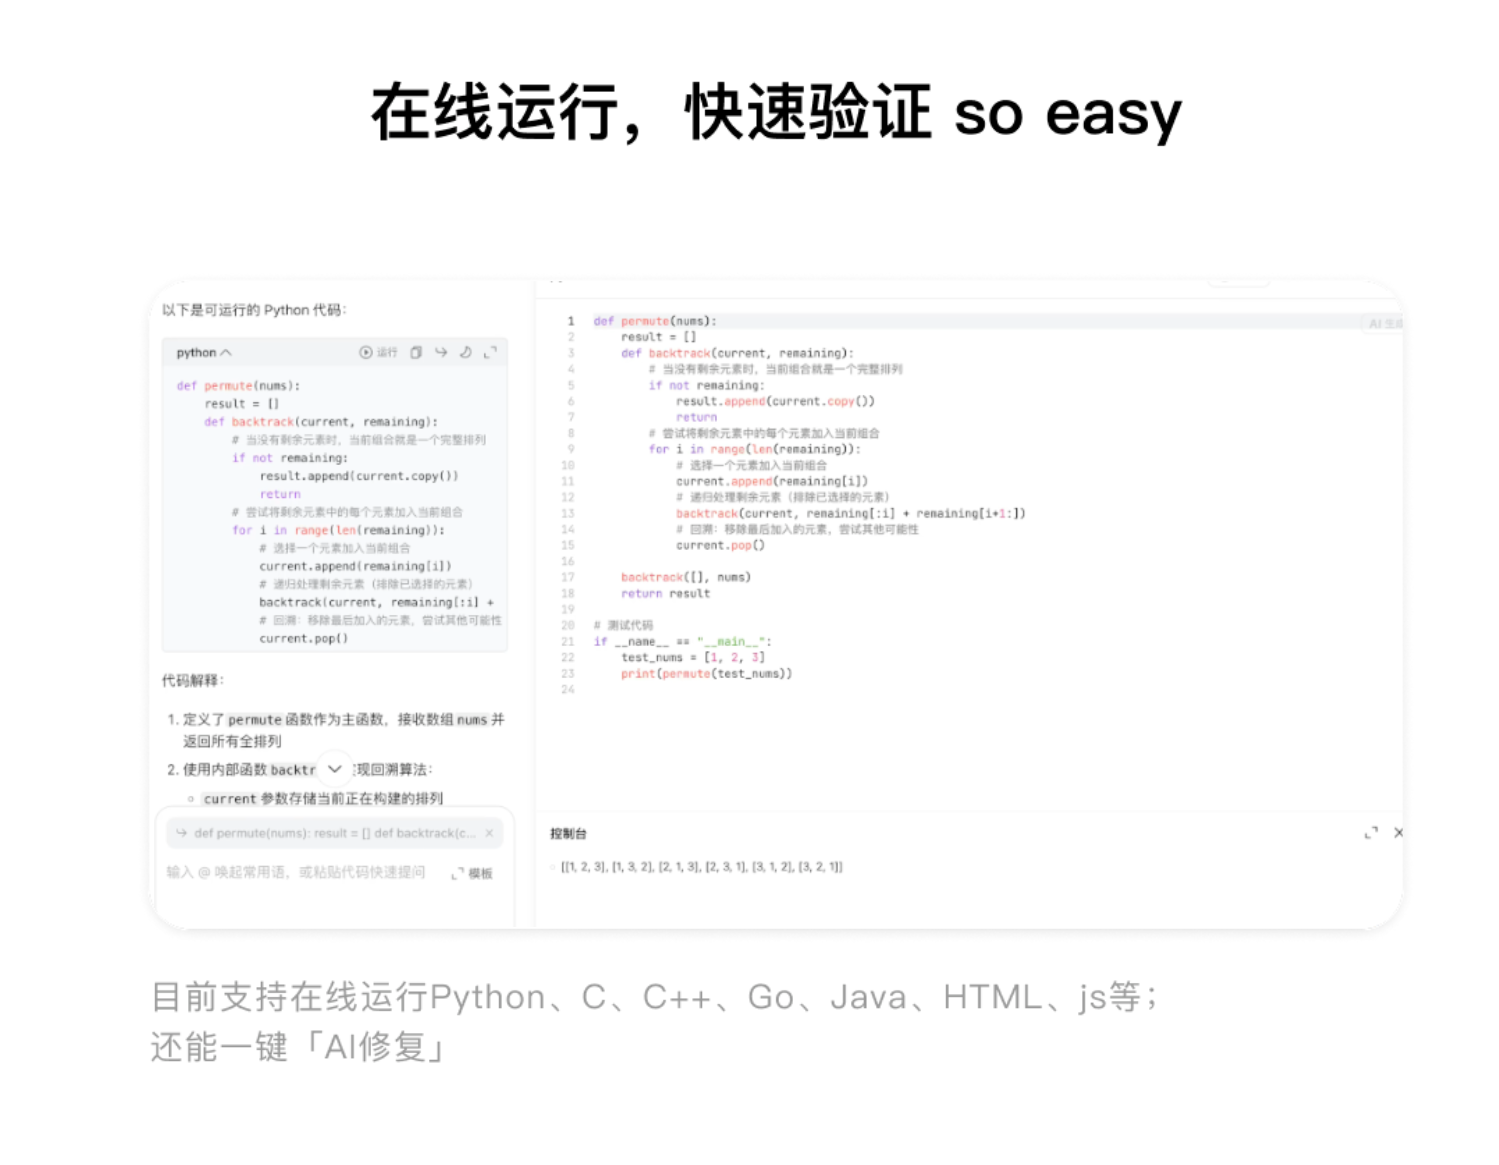 在线运行，快速验证 so easy
以下是可运行的 Python 代码：
python
运行
def permute(nums):
    result = []
    def backtrack(current, remaining):
        # 当没有剩余元素时，当前组合就是一个完整排列
        if not remaining:
            result.append(current.copy())
            return
        # 尝试将剩余元素中的每个元素加入当前组合
        for i in range(len(remaining)):
            # 选择一个元素加入当前组合
            current.append(remaining[i])
            # 递归处理剩余元素（排除已选择的元素）
            backtrack(current, remaining[:i] +
            # 回溯：移除最后加入的元素，尝试其他可能性
            current.pop()
代码解释：
1. 定义了 permute 函数作为主函数，接收数组 nums 并
返回所有全排列
2. 使用内部函数 backtr 现回溯算法：
current 参数存储当前正在构建的排列
def permute(nums): result = [] def backtrack(c...
输入 @ 唤起常用语，或粘贴代码快速提问
模板
1 def permute(nums):
2     result = []
3     def backtrack(current, remaining):
4         # 当没有剩余元素时，当前组合就是一个完整排列
5         if not remaining:
6             result.append(current.copy())
7             return
8         # 尝试将剩余元素中的每个元素加入当前组合
9         for i in range(len(remaining)):
10             # 选择一个元素加入当前组合
11             current.append(remaining[i])
12             # 递归处理剩余元素（排除已选择的元素）
13             backtrack(current, remaining[:i] + remaining[i+1:])
14             # 回溯：移除最后加入的元素，尝试其他可能性
15             current.pop()
16
17     backtrack([], nums)
18     return result
19
20 # 测试代码
21 if __name__ == "__main__":
22     test_nums = [1, 2, 3]
23     print(permute(test_nums))
24
AI 生成
控制台
[[1, 2, 3], [1, 3, 2], [2, 1, 3], [2, 3, 1], [3, 1, 2], [3, 2, 1]]
目前支持在线运行Python、C、C++、Go、Java、HTML、js等；
还能一键「AI修复」